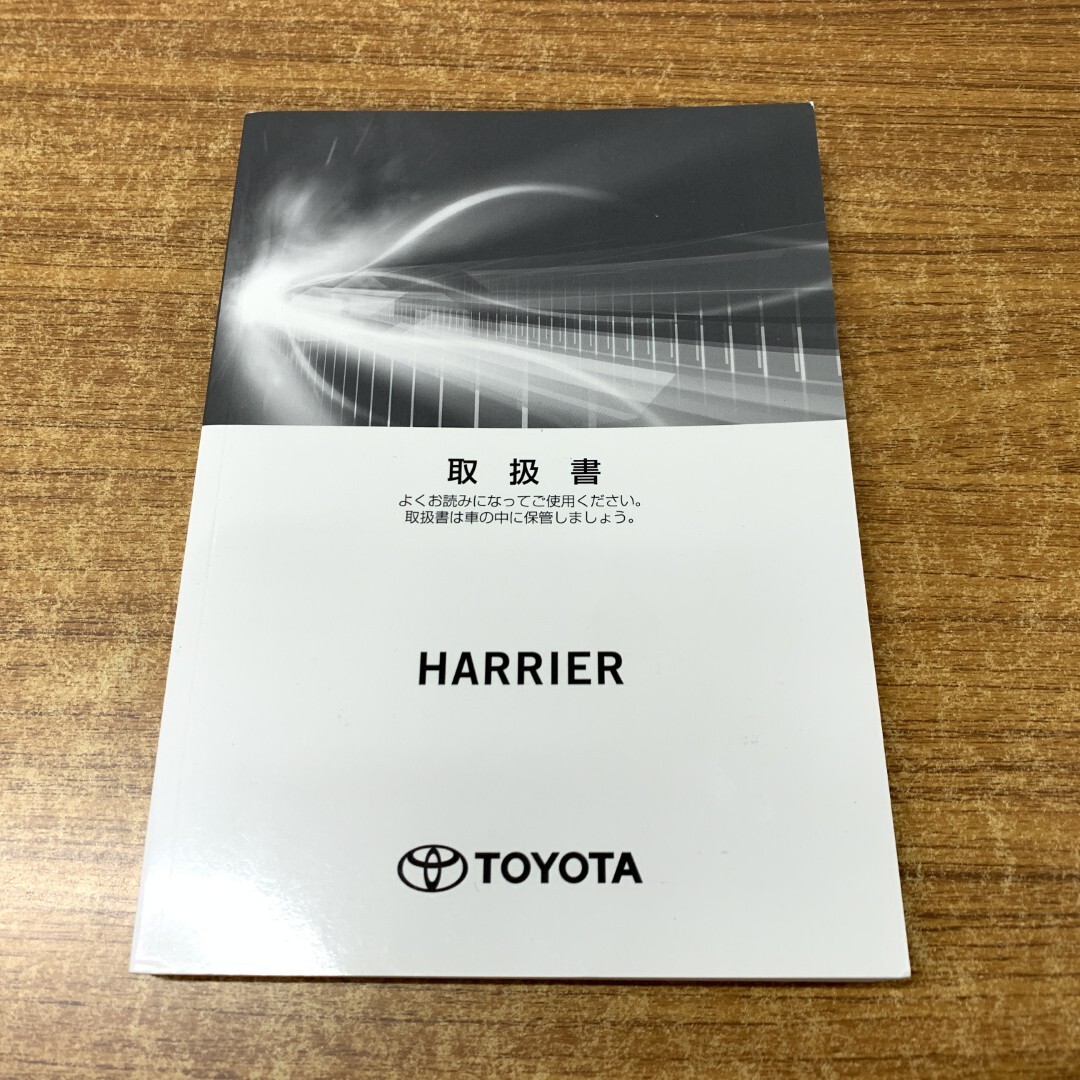 取扱書
よくお読みになってご使用ください。
取扱書は車の中に保管しましょう。
HARRIER
TOYOTA